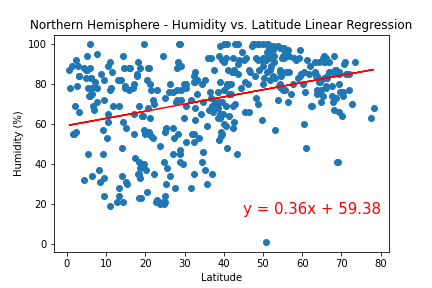 Northern Hemisphere - Humidity vs. Latitude Linear Regression
100
80
60
40
20
0
Humidity (%)
y = 0.36x + 59.38
0 10 20 30 40 50 60 70 80
Latitude